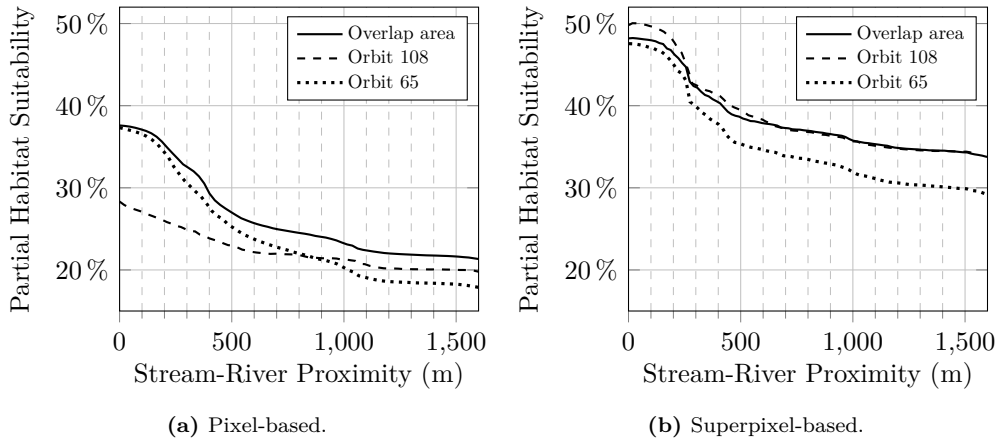 Partial Habitat Suitability
50 %
40 %
30 %
20 %
Overlap area
Orbit 108
Orbit 65
0
500
1,000
1,500
Stream-River Proximity (m)
(a) Pixel-based.
Partial Habitat Suitability
50 %
40 %
30 %
20 %
Overlap area
Orbit 108
Orbit 65
0
500
1,000
1,500
Stream-River Proximity (m)
(b) Superpixel-based.